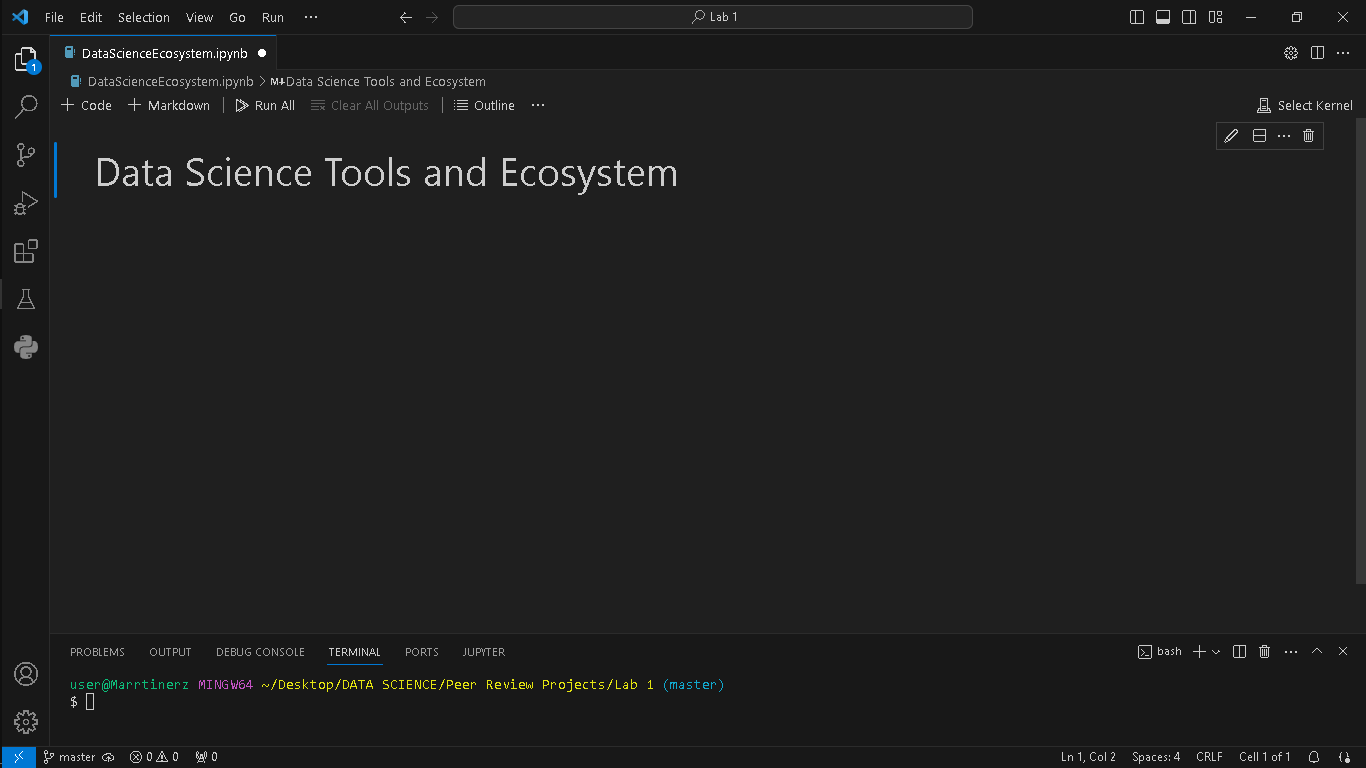 File Edit Selection View Go Run ···
Lab 1
DataScienceEcosystem.ipynb
DataScienceEcosystem.ipynb > M↓Data Science Tools and Ecosystem
+ Code + Markdown Run All Clear All Outputs Outline ···
Select Kernel
Data Science Tools and Ecosystem
PROBLEMS OUTPUT DEBUG CONSOLE TERMINAL PORTS JUPYTER
bash
user@Marrtinerz MINGW64 ~/Desktop/DATA SCIENCE/Peer Review Projects/Lab 1 (master)
$
1
master 0 0 0
Ln 1, Col 2 Spaces: 4 CRLF Cell 1 of 1